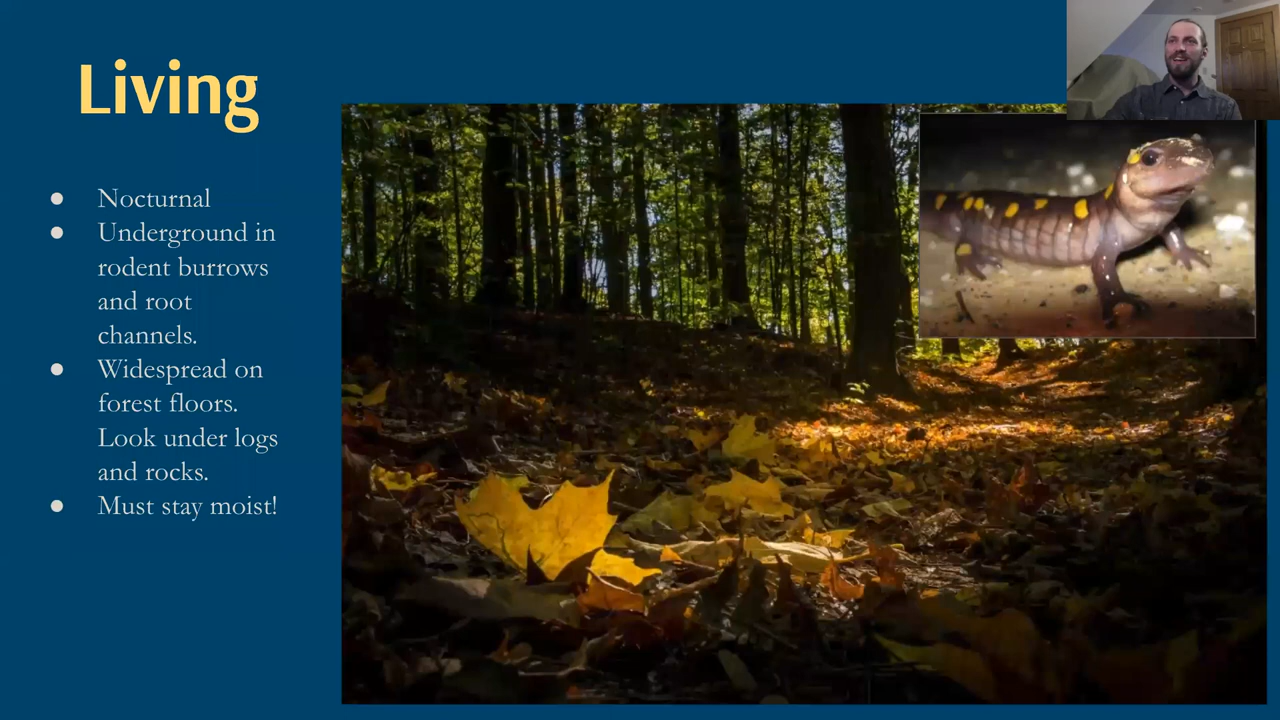 Living
● Nocturnal
● Underground in
rodent burrows
and root
channels.
● Widespread on
forest floors.
Look under logs
and rocks.
● Must stay moist!